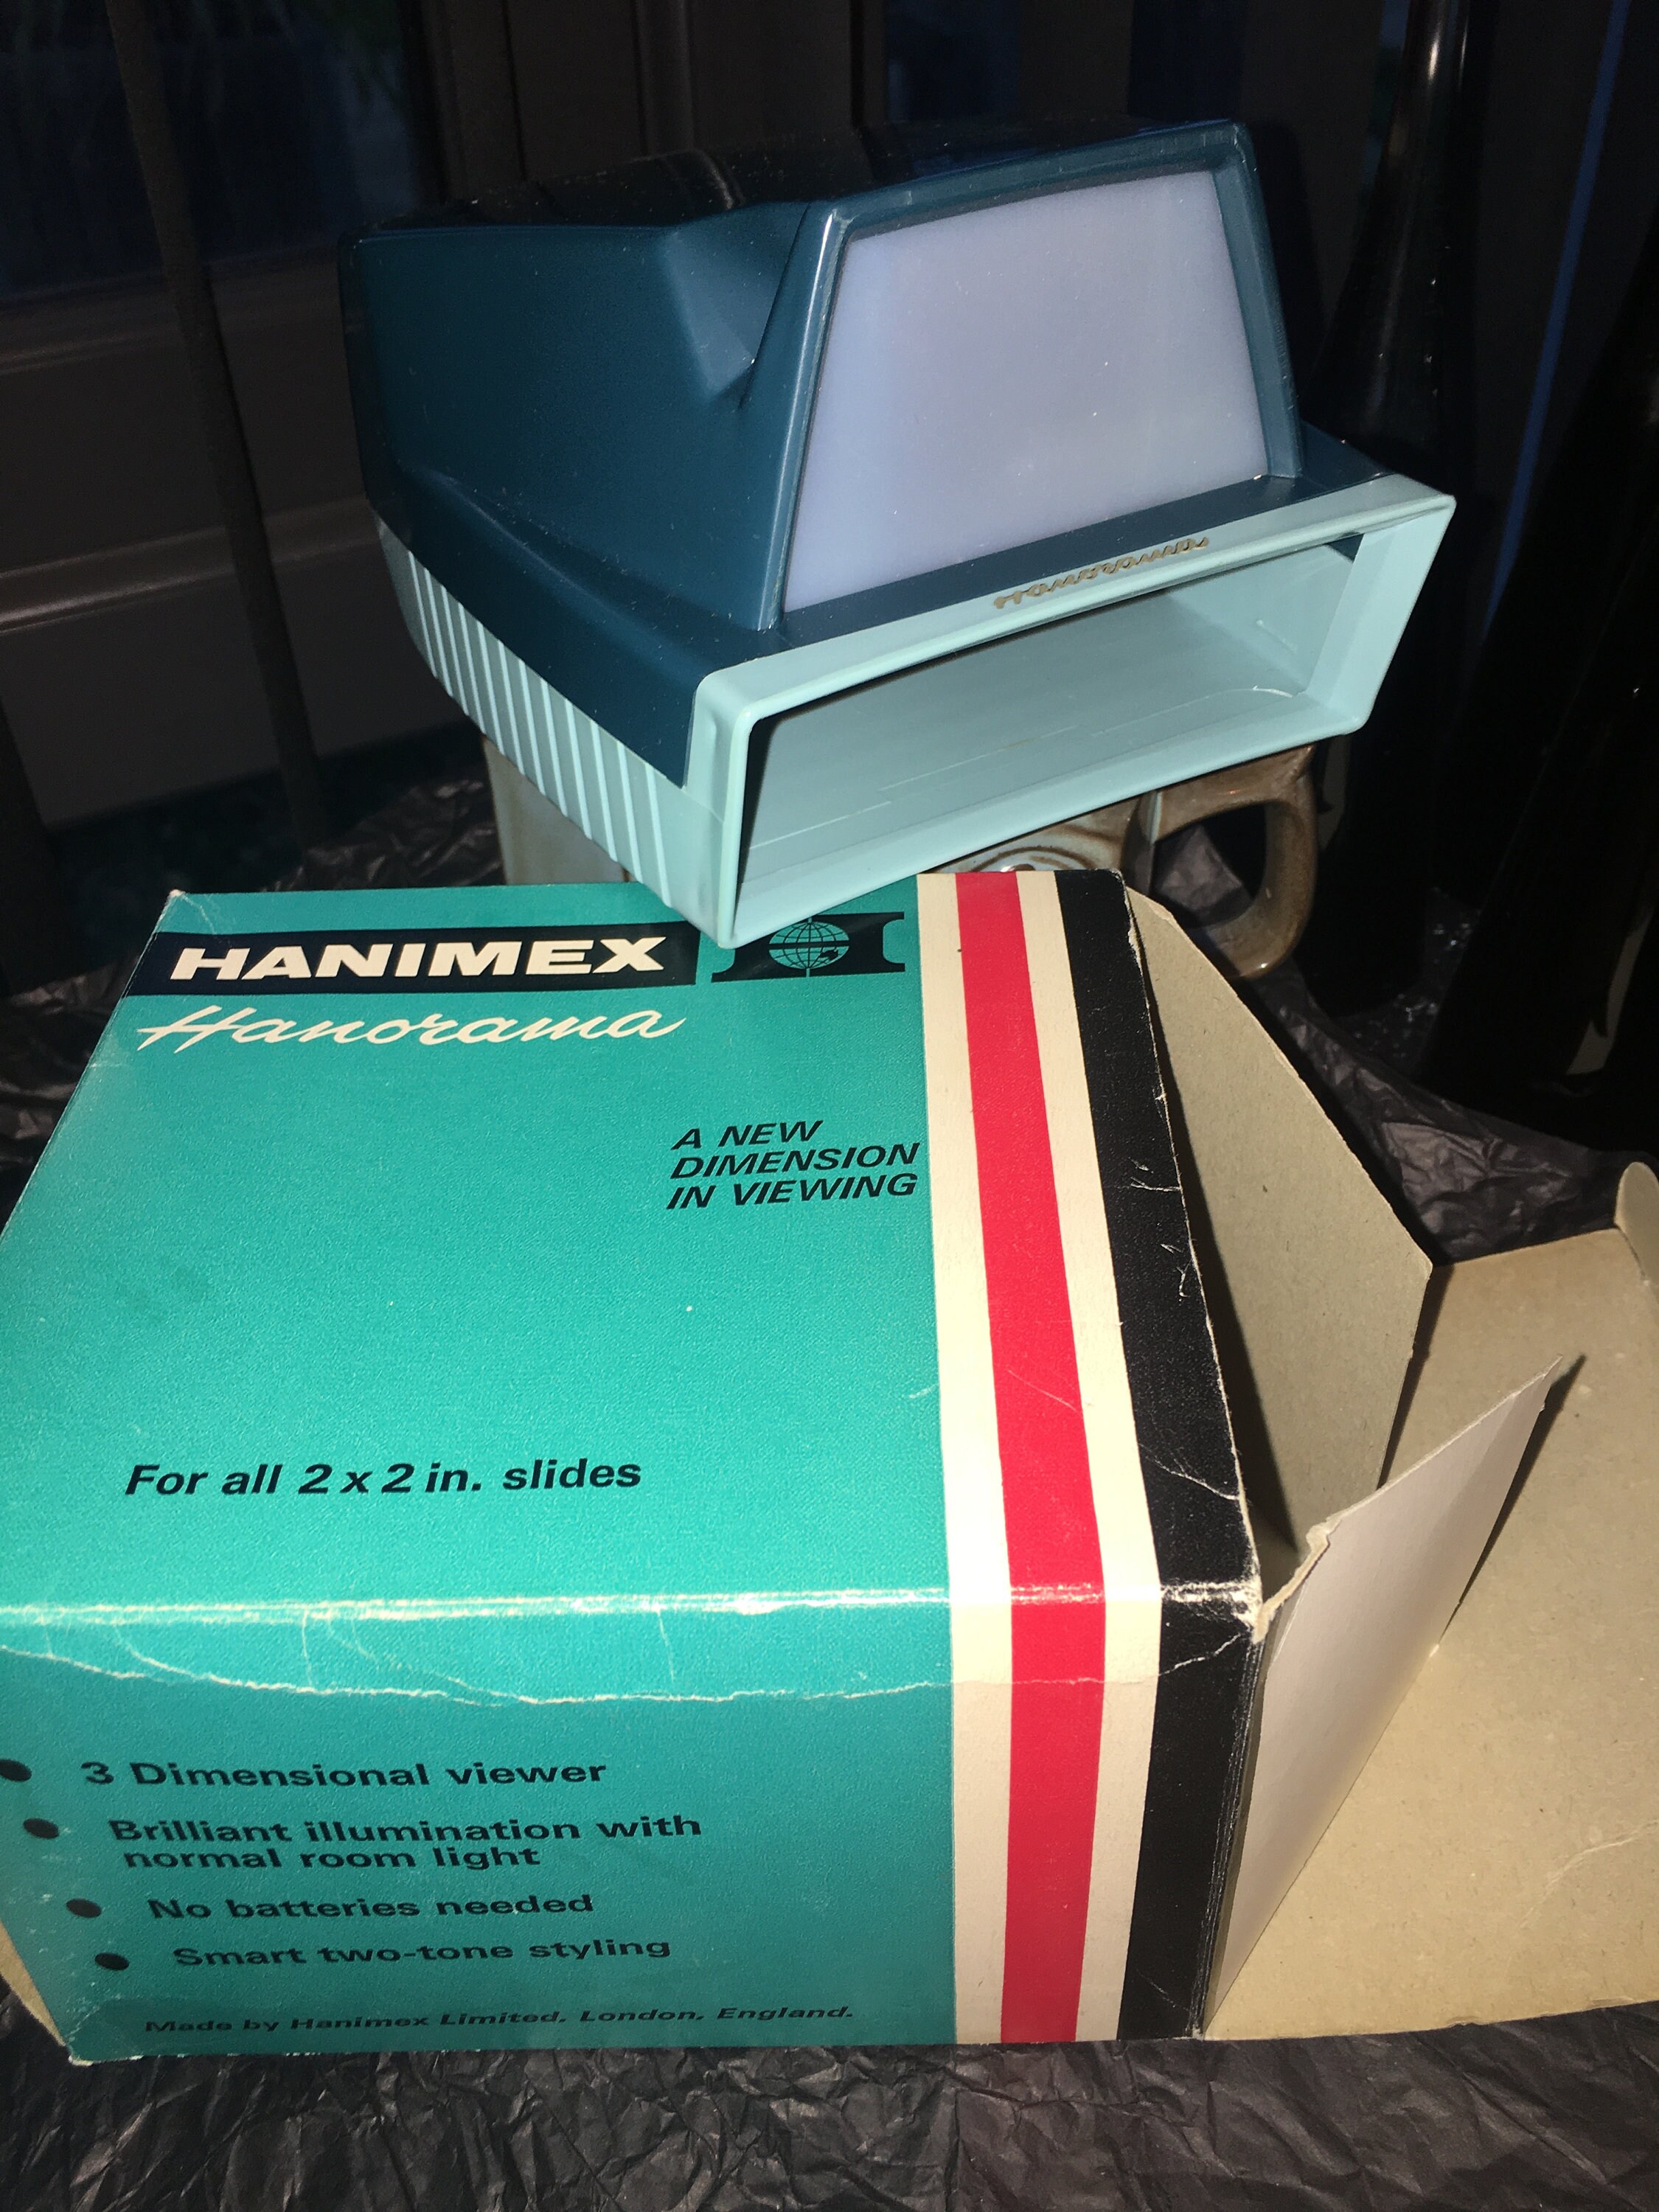 Hanorama
HANIMEX
Hanorama
A NEW
DIMENSION
IN VIEWING
For all 2 x 2 in. slides
3 Dimensional viewer
Brilliant illumination with
normal room light
No batteries needed
Smart two-tone styling
Made by Hanimex Limited, London, England.